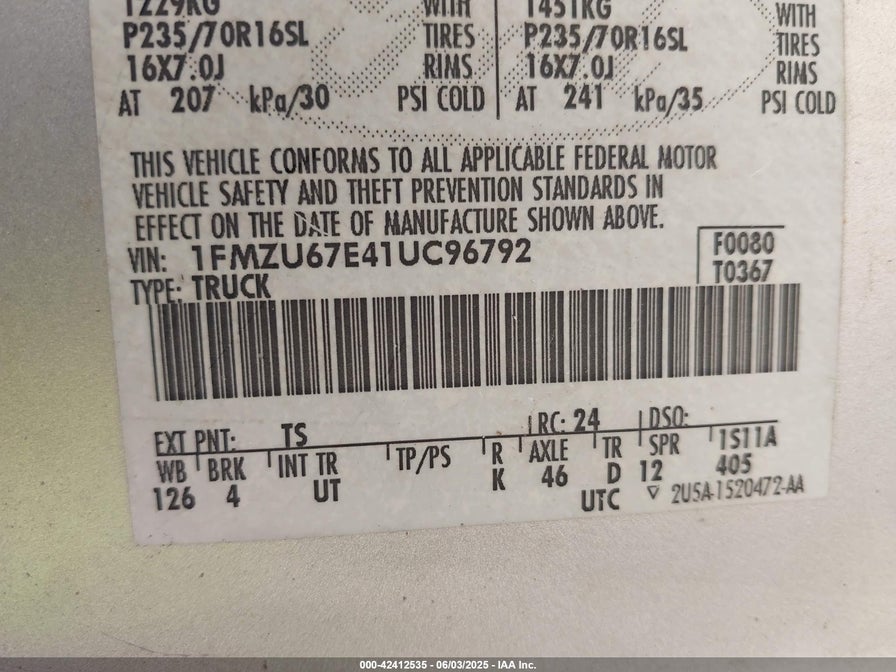 1229KG WITH 1451KG WITH
P235/70R16SL TIRES P235/70R16SL TIRES
16X7.0J RIMS 16X7.0J RIMS
AT 207 kPa/30 PSI COLD AT 241 kPa/35 PSI COLD
THIS VEHICLE CONFORMS TO ALL APPLICABLE FEDERAL MOTOR
VEHICLE SAFETY AND THEFT PREVENTION STANDARDS IN
EFFECT ON THE DATE OF MANUFACTURE SHOWN ABOVE.
VIN: 1FMZU67E41UC96792 F0080
TYPE: TRUCK T0367
EXT PNT: TS RC: 24 DSO:
WB BRK INT TR TP/PS R AXLE TR SPR 1S11A
126 4 UT K 46 D 12 405
UTC ▽ 2U5A-1520472-AA
000-42412535 - 06/03/2025 - IAA Inc.